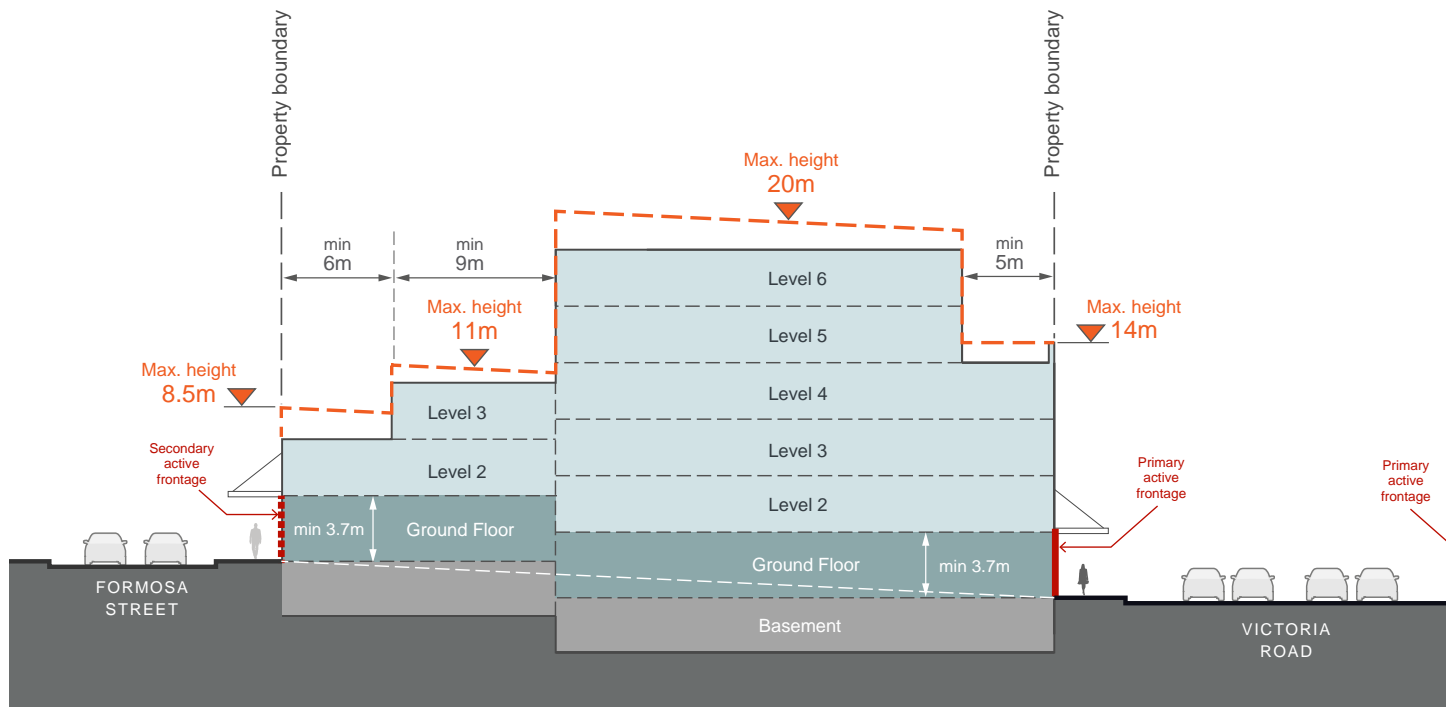 Property boundary
Property boundary
Max. height
20m
min
6m
min
9m
min
5m
Level 6
Max. height
11m
Max. height
14m
Level 5
Max. height
8.5m
Level 4
Level 3
Level 3
Secondary
active
frontage
Level 2
Primary
active
frontage
Primary
active
frontage
Level 2
min 3.7m
Ground Floor
Ground Floor
min 3.7m
FORMOSA
STREET
Basement
VICTORIA
ROAD